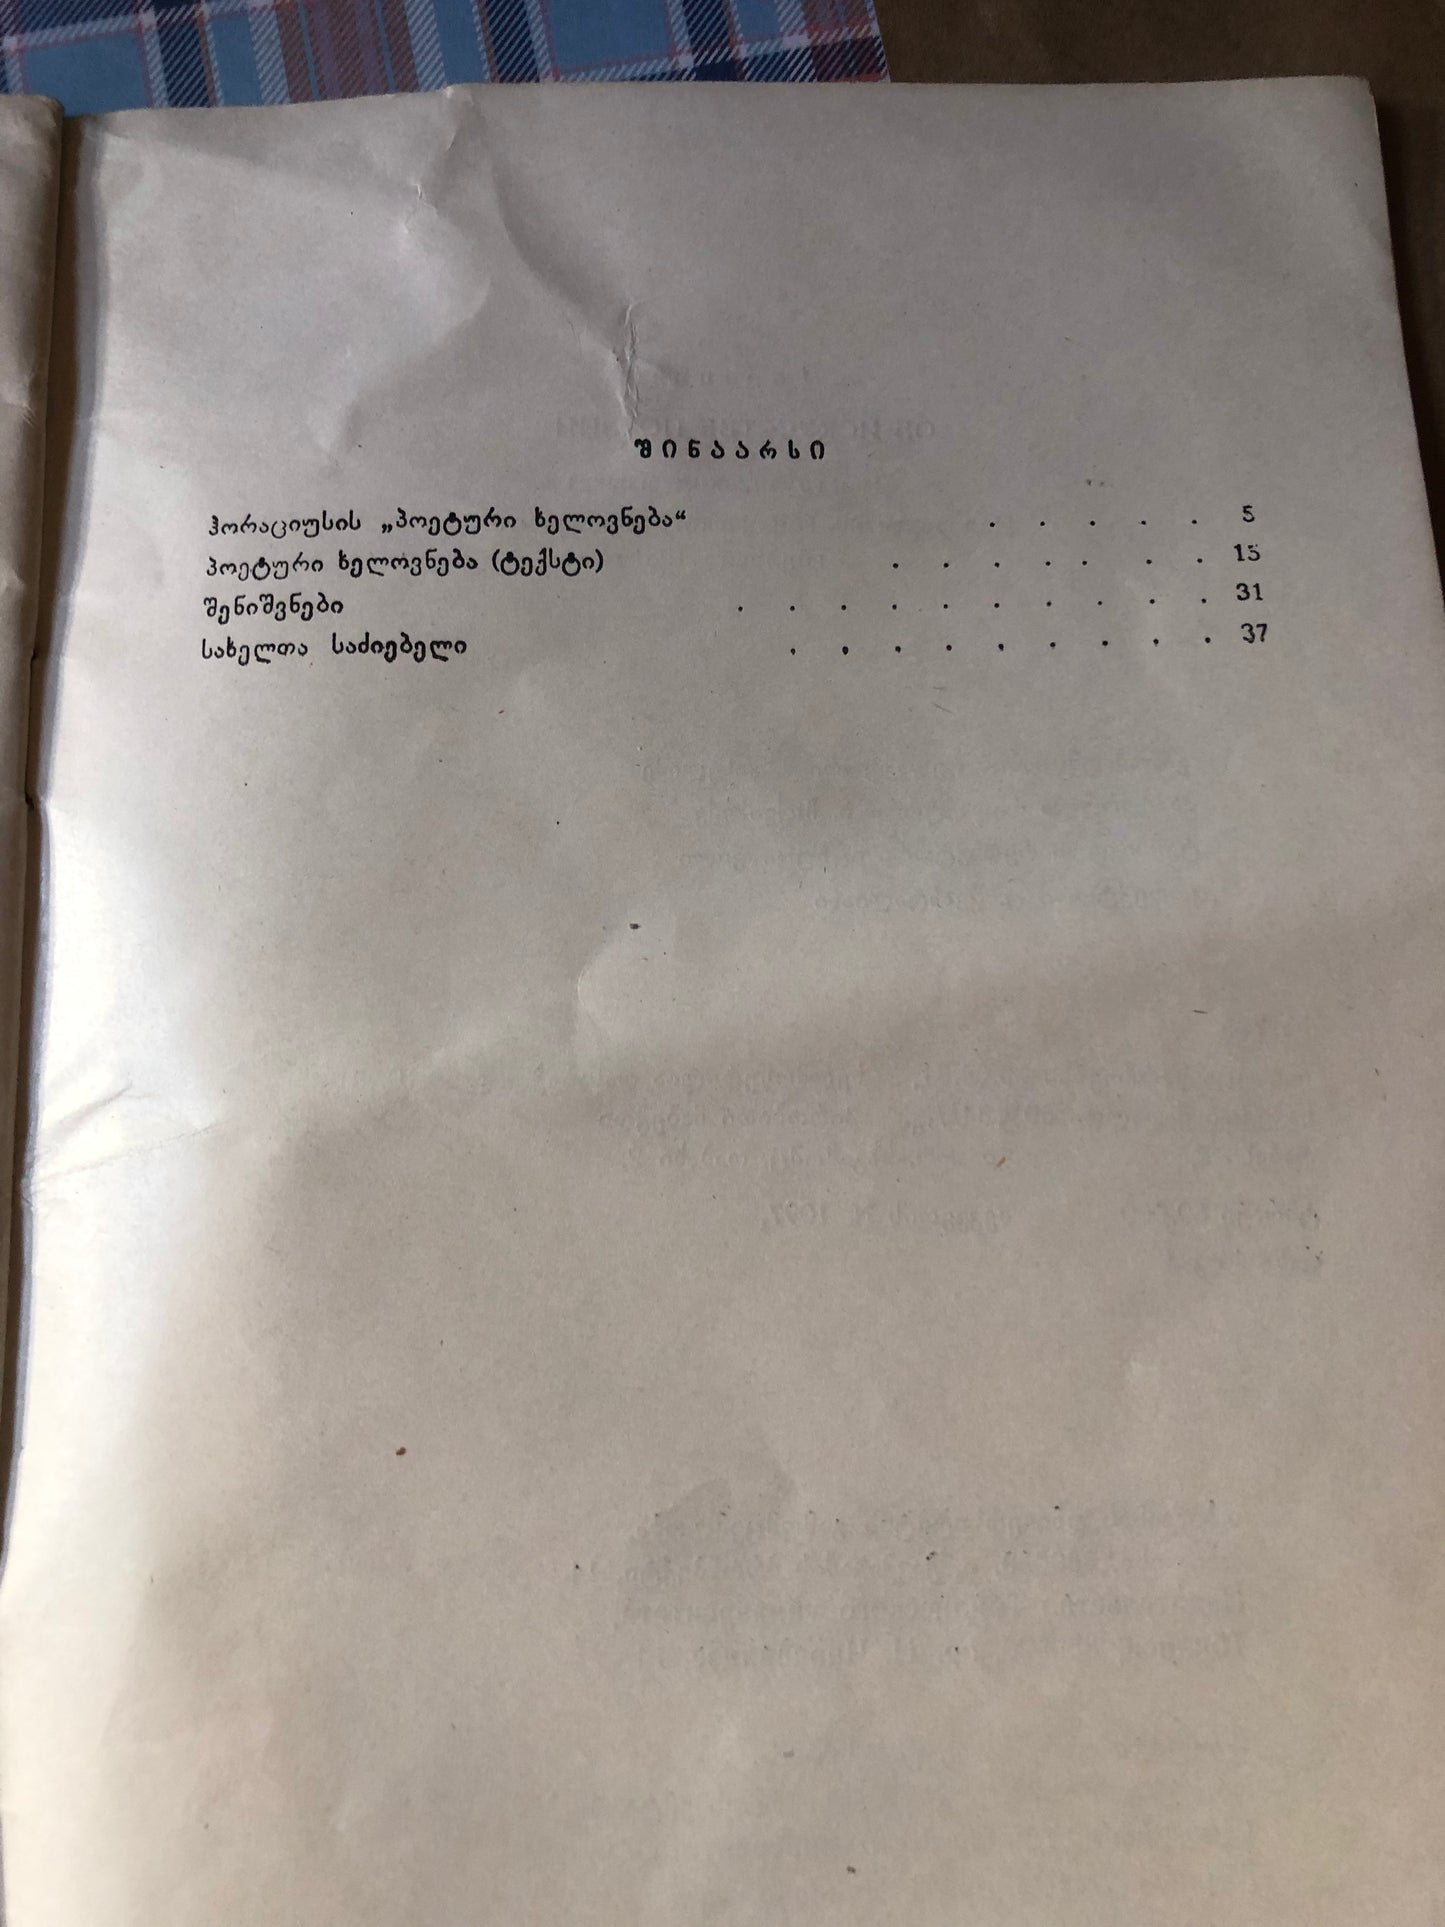 შინაარსი
ჰორაციუსის „პოეტური ხელოვნება“ . . . . . 5
პოეტური ხელოვნება (ტექსტი) . . . . . . . 15
შენიშვნები . . . . . . . . . . 31
სახელთა საძიებელი . . . . . . . . . 37